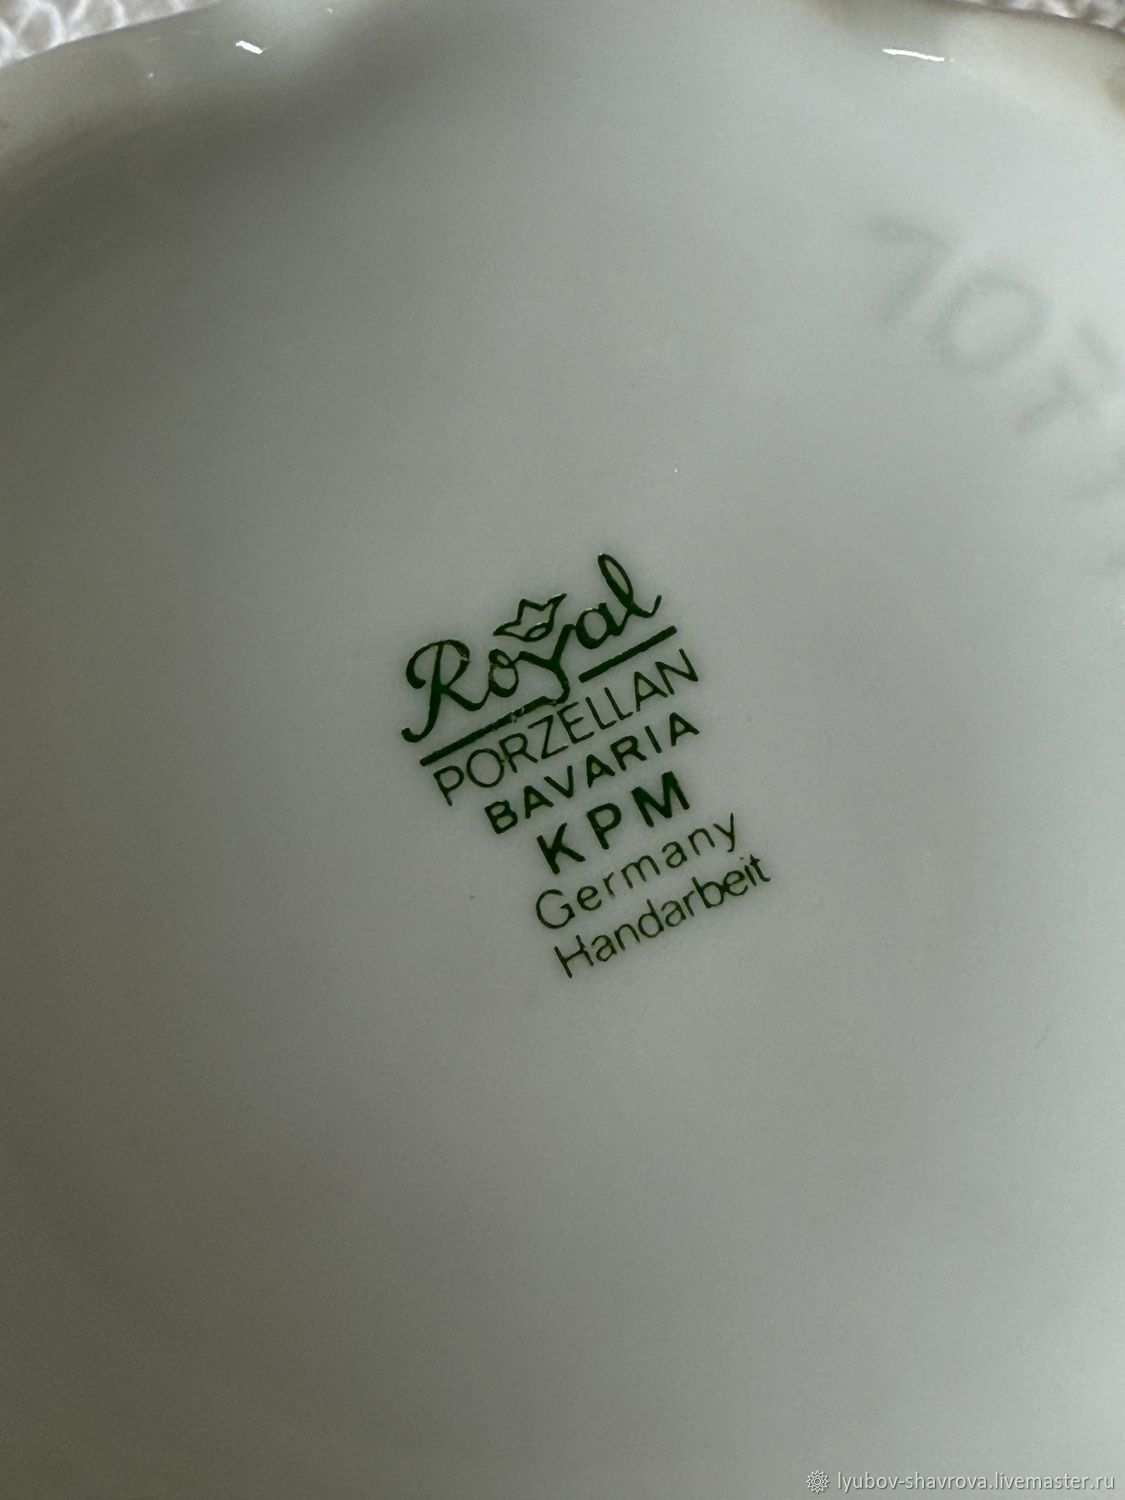 Royal
PORZELLAN
BAVARIA
KPM
Germany
Handarbeit
lyubov-shavrova.livemaster.ru